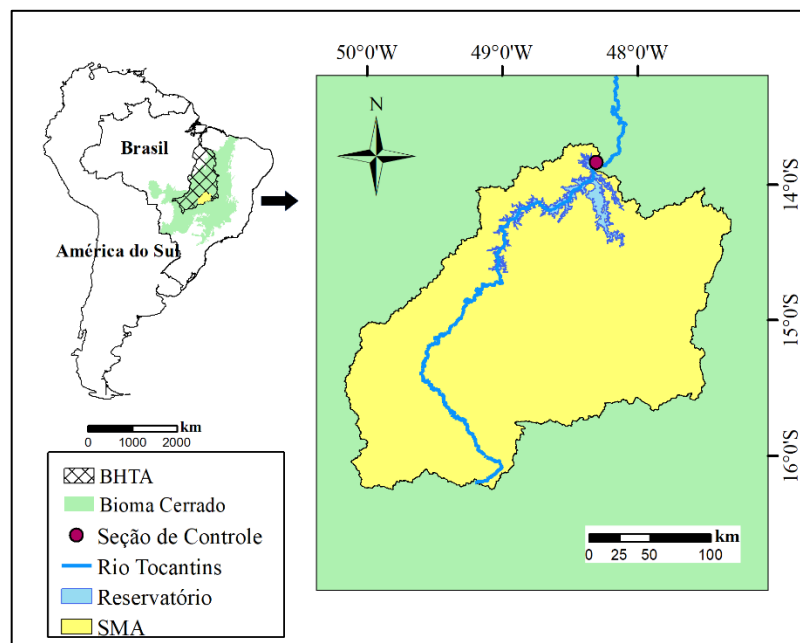 50°0'W 49°0'W 48°0'W
N
Brasil
América do Sul
14°0'S
15°0'S
16°0'S
km
0 1000 2000
BHTA
Bioma Cerrado
Seção de Controle
Rio Tocantins
Reservatório
SMA
km
0 25 50 100